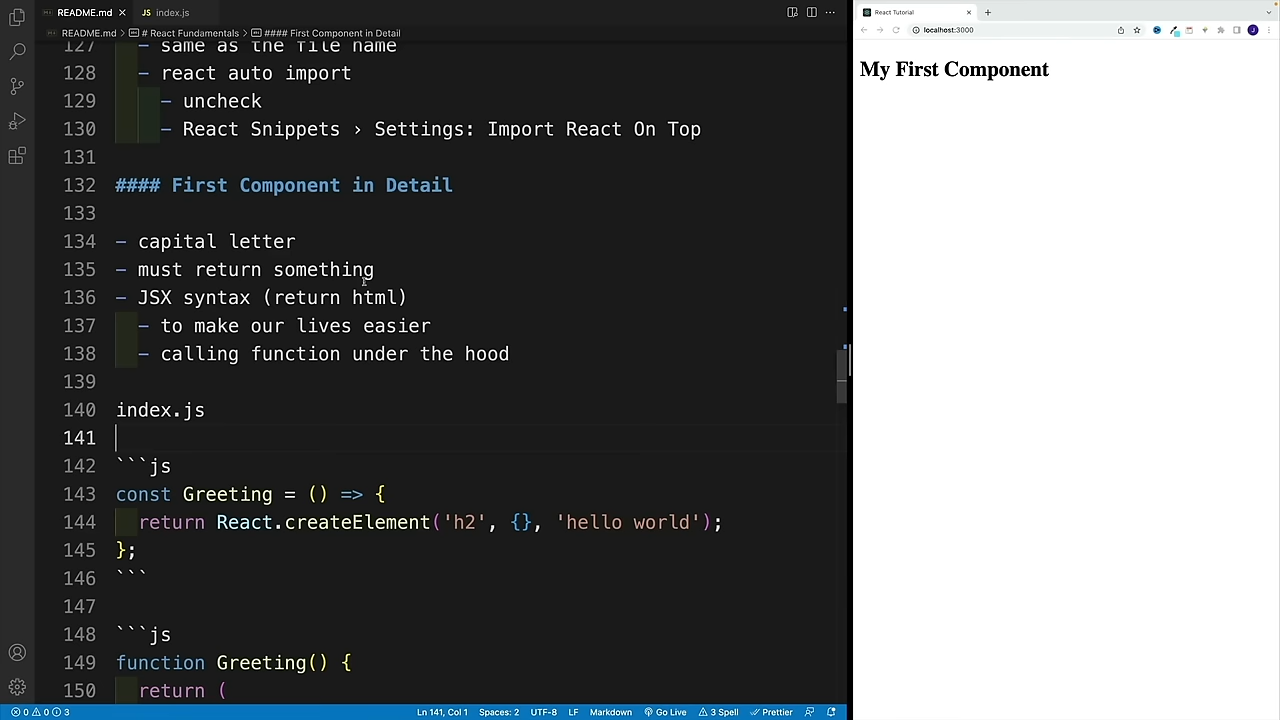 README.md
index.js
README.md > # React Fundamentals > #### First Component in Detail
127 - same as the file name
128 - react auto import
129 - uncheck
130 - React Snippets › Settings: Import React On Top
131
132 #### First Component in Detail
133
134 - capital letter
135 - must return something
136 - JSX syntax (return html)
137 - to make our lives easier
138 - calling function under the hood
139
140 index.js
141
142 ```js
143 const Greeting = () => {
144 return React.createElement('h2', {}, 'hello world');
145 };
146 ```
147
148 ```js
149 function Greeting() {
150 return (
0 0 3 Ln 141, Col 1 Spaces: 2 UTF-8 LF Markdown Go Live 3 Spell Prettier
React Tutorial
localhost:3000
J
My First Component